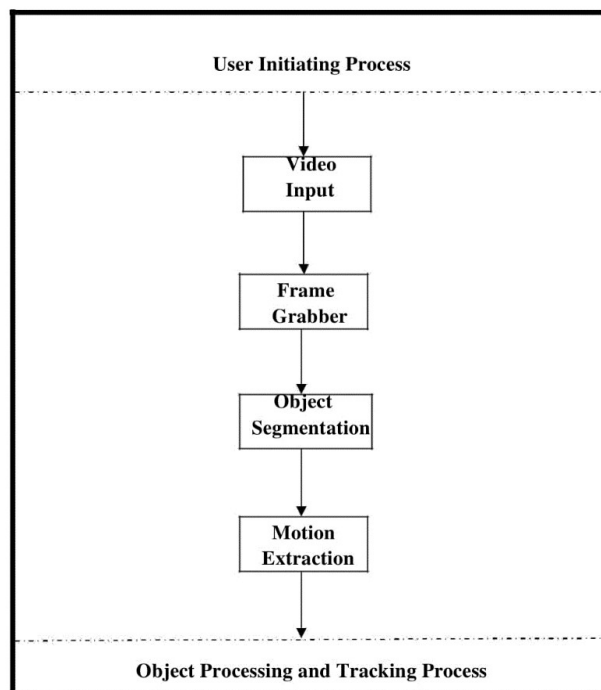 User Initiating Process
Video
Input
Frame
Grabber
Object
Segmentation
Motion
Extraction
Object Processing and Tracking Process